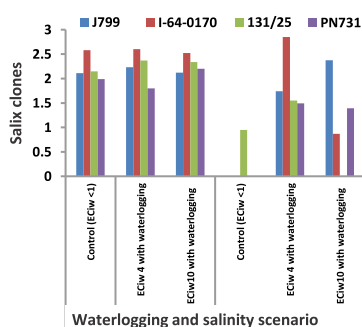 J799 I-64-0170 131/25 PN731
3
2.5
2
1.5
1
0.5
0
Salix clones
Control (ECiw <1)
ECiw 4 with waterlogging
ECiw10 with waterlogging
Control (ECiw <1)
ECiw 4 with waterlogging
ECiw10 with waterlogging
Waterlogging and salinity scenario